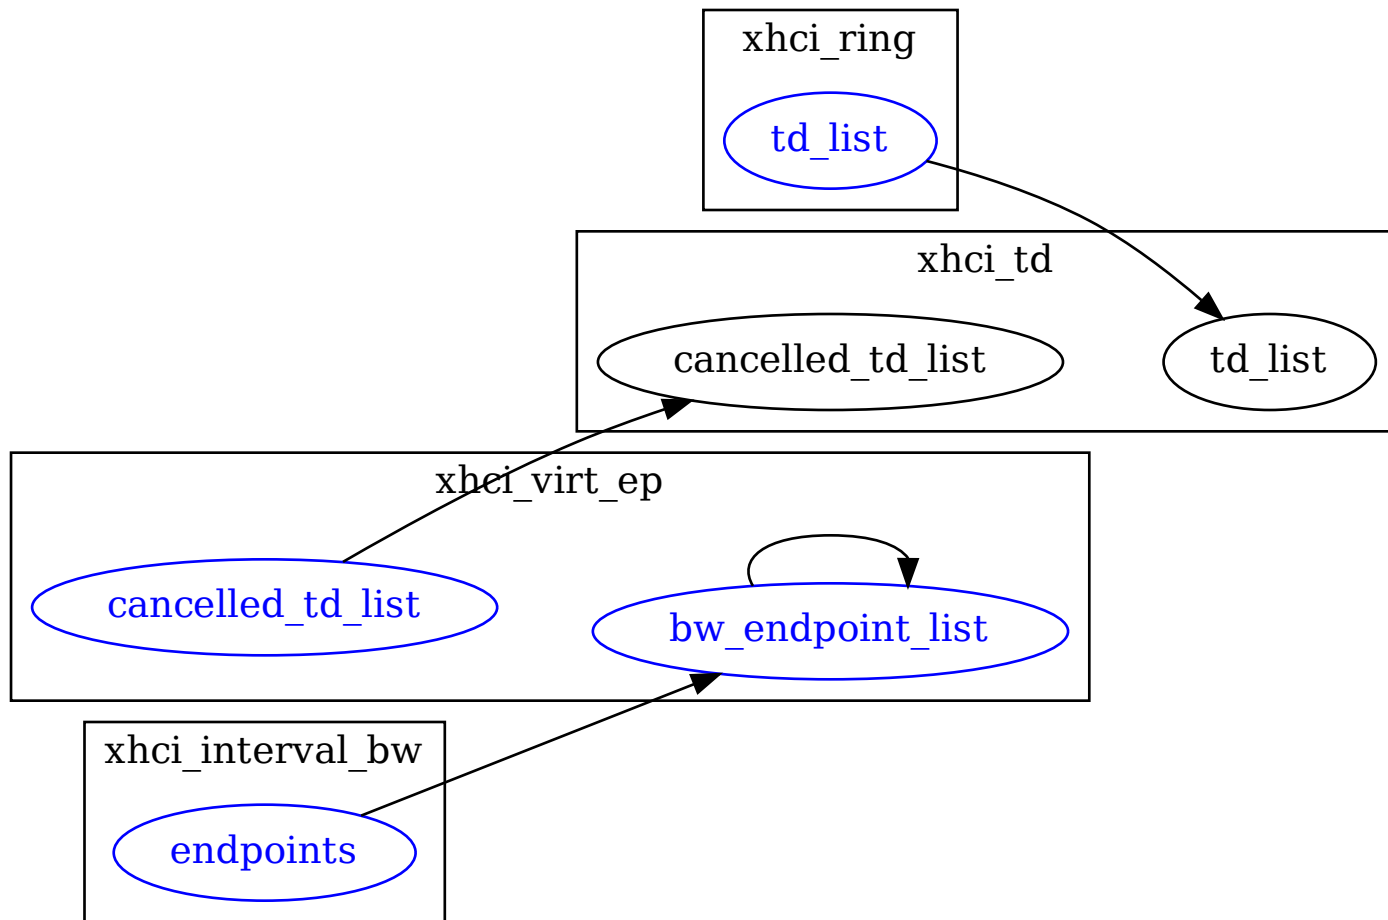 xhci_ring
td_list
xhci_td
cancelled_td_list
td_list
xhci_virt_ep
cancelled_td_list
bw_endpoint_list
xhci_interval_bw
endpoints